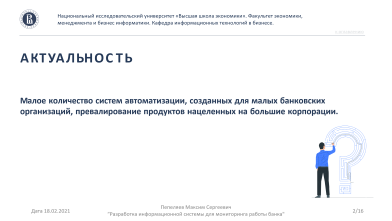 Национальный исследовательский университет «Высшая школа экономики». Факультет экономики,
менеджмента и бизнес информатики. Кафедра информационных технологий в бизнесе.
АКТУАЛЬНОСТЬ
Малое количество систем автоматизации, созданных для малых банковских
организаций, превалирование продуктов нацеленных на большие корпорации.
Дата 18.02.2021
Пепеляев Максим Сергеевич
"Разработка информационной системы для мониторинга работы банка"
2/16